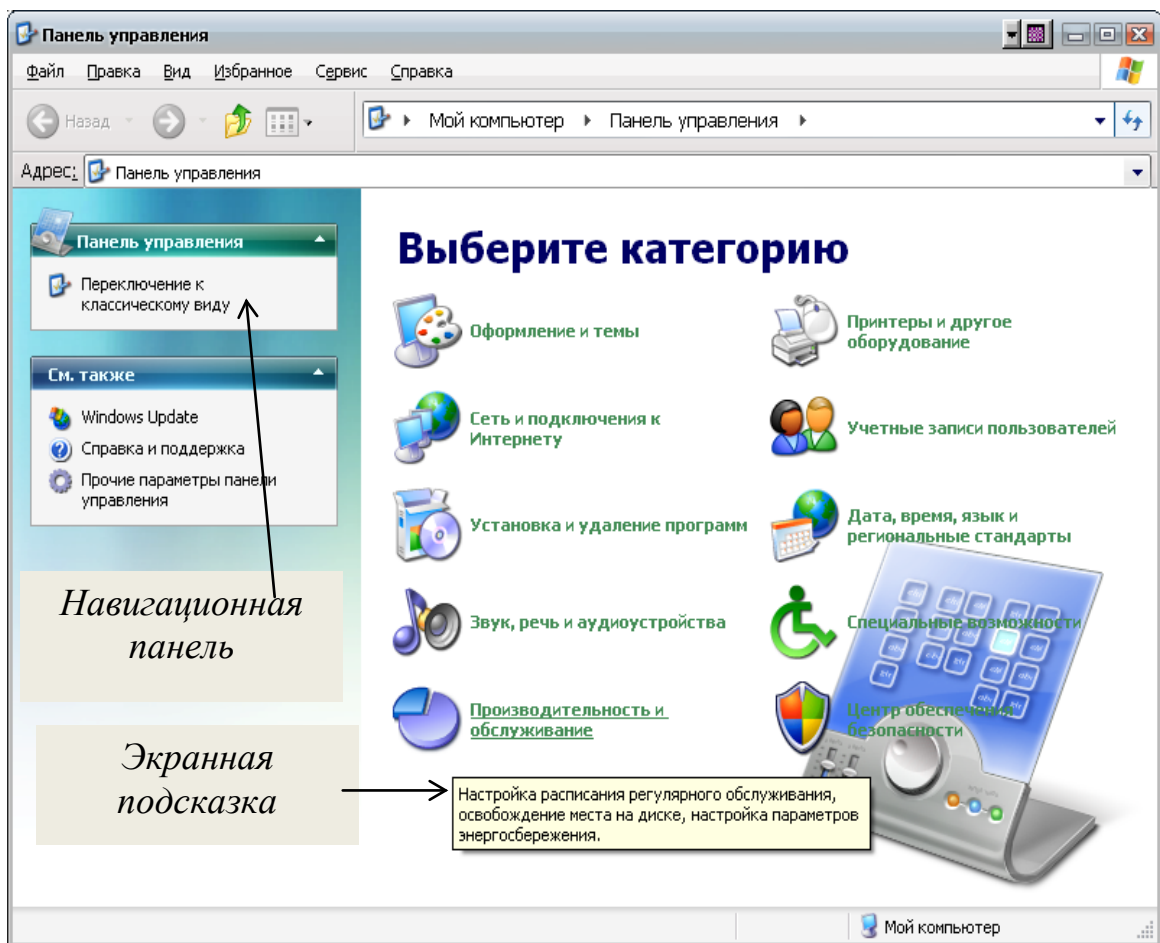 Панель управления
Файл Правка Вид Избранное Сервис Справка
Назад
Мой компьютер Панель управления
Адрес: Панель управления
Панель управления
Переключение к
классическому виду
См. также
Windows Update
Справка и поддержка
Прочие параметры панели
управления
Навигационная
панель
Экранная
подсказка
Выберите категорию
Оформление и темы
Принтеры и другое
оборудование
Сеть и подключения к
Интернету
Учетные записи пользователей
Установка и удаление программ
Дата, время, язык и
региональные стандарты
Звук, речь и аудиоустройства
Специальные возможности
Производительность и
обслуживание
Центр обеспечения
безопасности
Настройка расписания регулярного обслуживания,
освобождение места на диске, настройка параметров
энергосбережения.
Мой компьютер